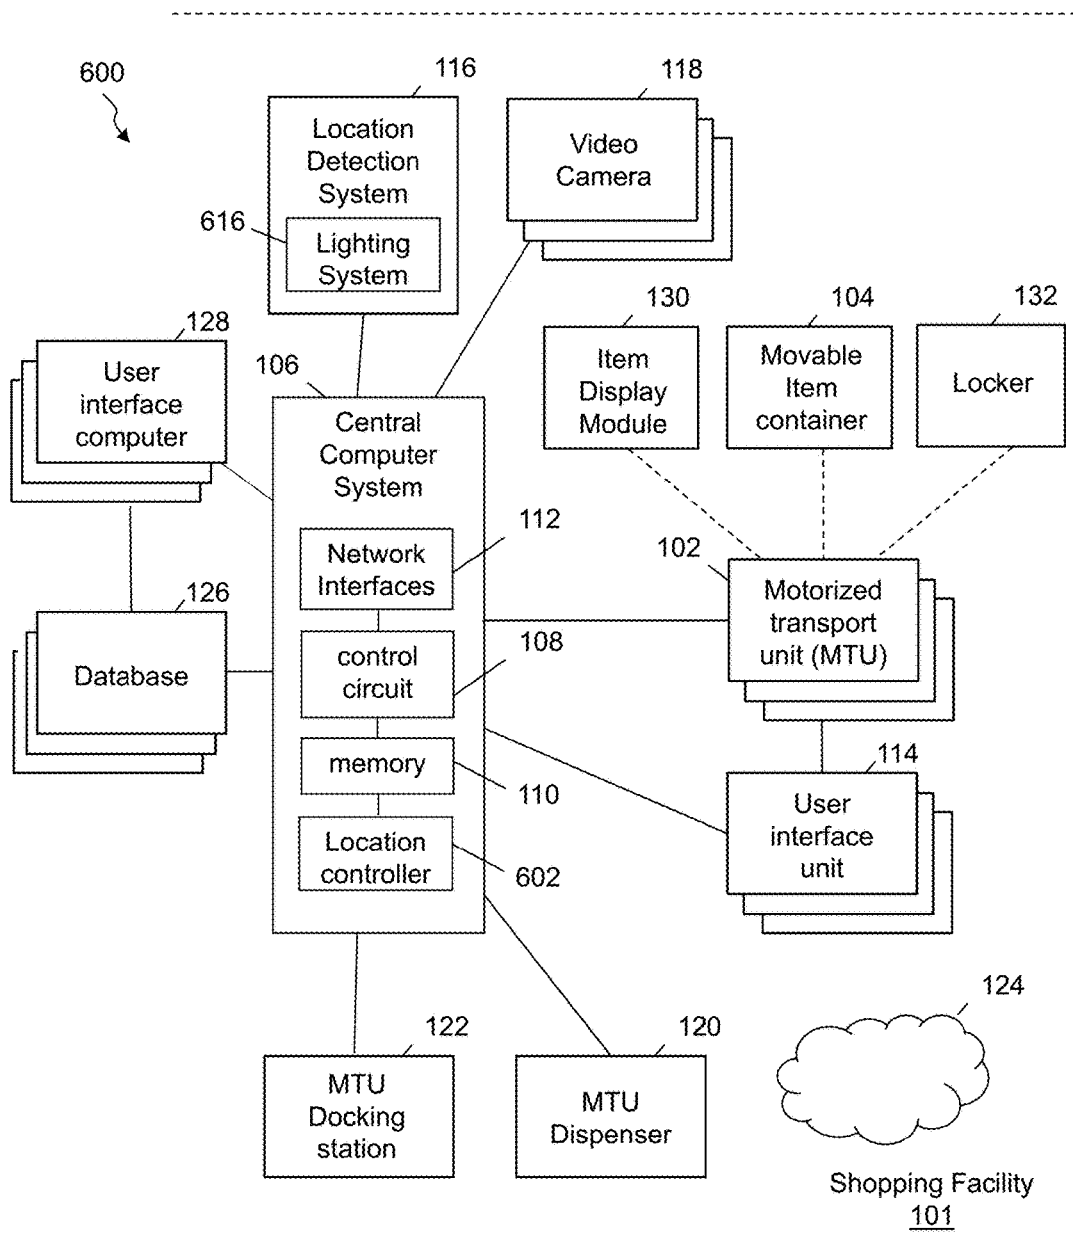 600
116
Location
Detection
System
616
Lighting
System
118
Video
Camera
128
User
interface
computer
106
Central
Computer
System
130
Item
Display
Module
104
Movable
Item
container
132
Locker
112
Network
Interfaces
108
control
circuit
memory
110
Location
controller
602
126
Database
102
Motorized
transport
unit (MTU)
114
User
interface
unit
122
MTU
Docking
station
120
MTU
Dispenser
124
Shopping Facility
101